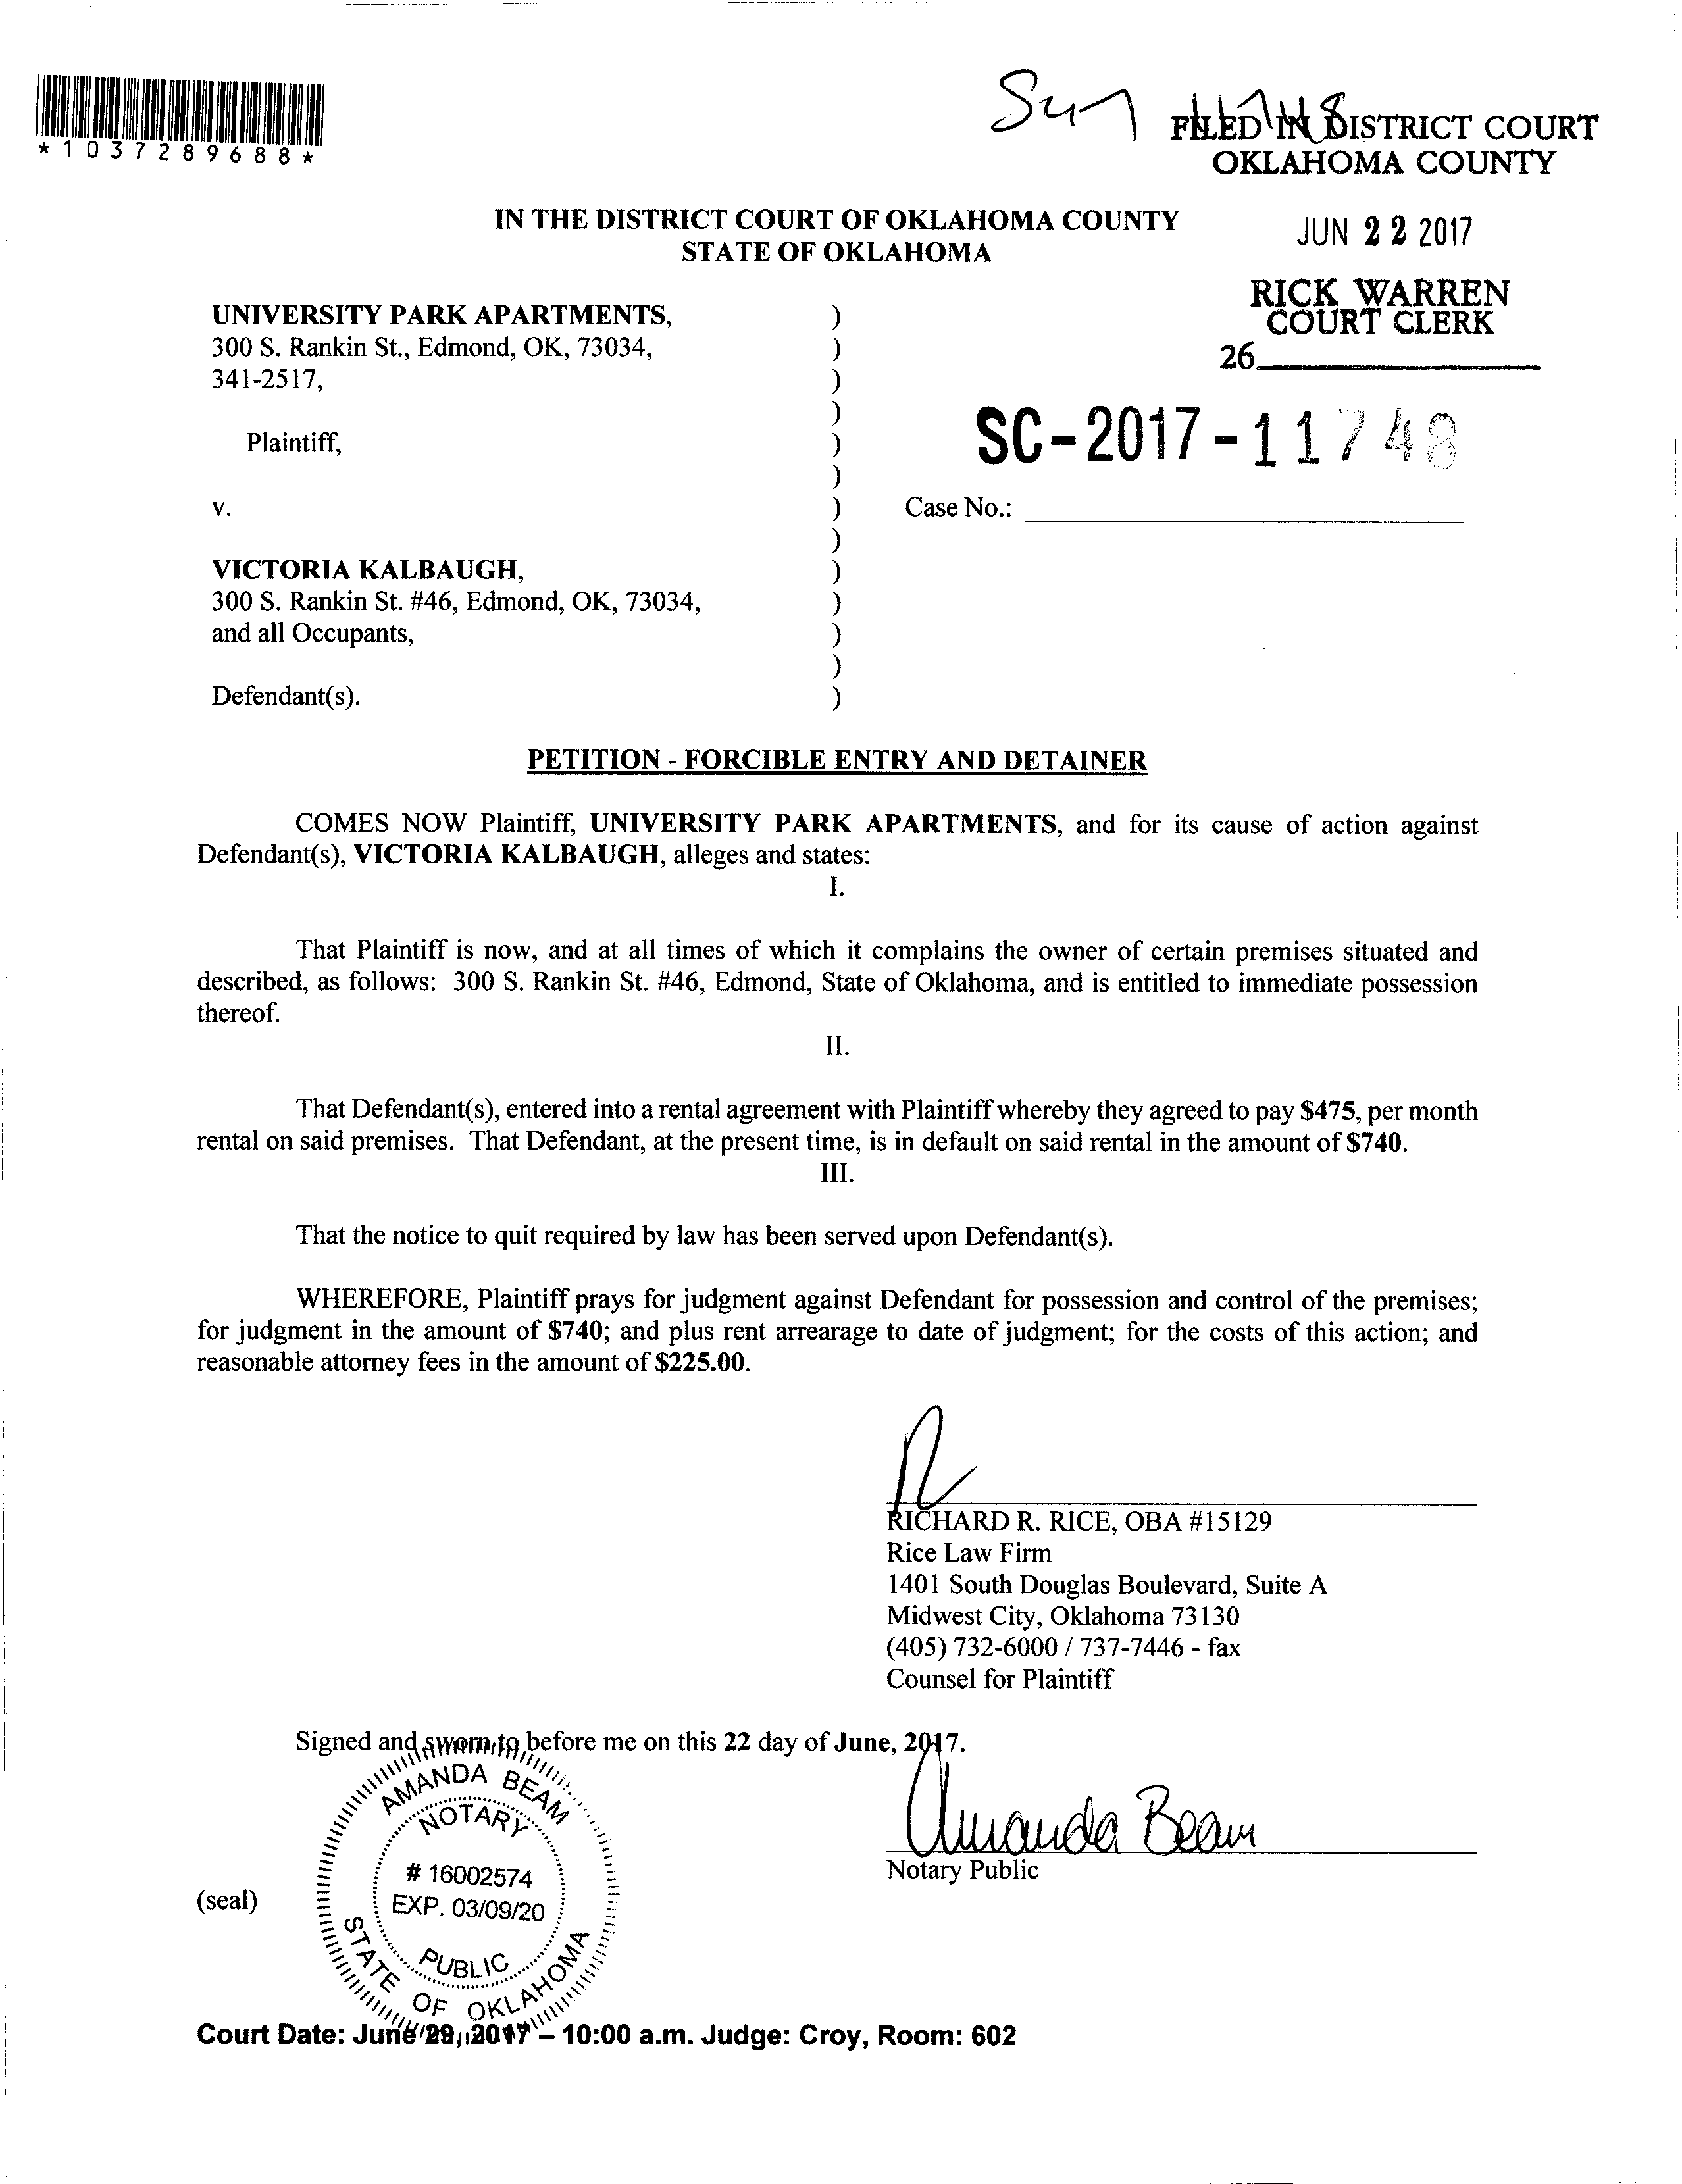 *1037289688*
FILED IN DISTRICT COURT
OKLAHOMA COUNTY
JUN 22 2017
RICK WARREN
COURT CLERK
26
IN THE DISTRICT COURT OF OKLAHOMA COUNTY
STATE OF OKLAHOMA
UNIVERSITY PARK APARTMENTS, )
300 S. Rankin St., Edmond, OK, 73034, )
341-2517, )
)
Plaintiff, )
)
v. )
)
VICTORIA KALBAUGH, )
300 S. Rankin St. #46, Edmond, OK, 73034, )
and all Occupants, )
)
Defendant(s). )
SC-2017-11748
Case No.:
PETITION - FORCIBLE ENTRY AND DETAINER
COMES NOW Plaintiff, UNIVERSITY PARK APARTMENTS, and for its cause of action against
Defendant(s), VICTORIA KALBAUGH, alleges and states:
I.
That Plaintiff is now, and at all times of which it complains the owner of certain premises situated and
described, as follows: 300 S. Rankin St. #46, Edmond, State of Oklahoma, and is entitled to immediate possession
thereof.
II.
That Defendant(s), entered into a rental agreement with Plaintiff whereby they agreed to pay $475, per month
rental on said premises. That Defendant, at the present time, is in default on said rental in the amount of $740.
III.
That the notice to quit required by law has been served upon Defendant(s).
WHEREFORE, Plaintiff prays for judgment against Defendant for possession and control of the premises;
for judgment in the amount of $740; and plus rent arrearage to date of judgment; for the costs of this action; and
reasonable attorney fees in the amount of $225.00.
RICHARD R. RICE, OBA #15129
Rice Law Firm
1401 South Douglas Boulevard, Suite A
Midwest City, Oklahoma 73130
(405) 732-6000 / 737-7446 - fax
Counsel for Plaintiff
Signed and sworn to before me on this 22 day of June, 2017.
Amanda Beam
Notary Public
(seal)
AMANDA BEAM
NOTARY
# 16002574
EXP. 03/09/20
PUBLIC
STATE OF OKLAHOMA
Court Date: June 29, 2017 – 10:00 a.m. Judge: Croy, Room: 602